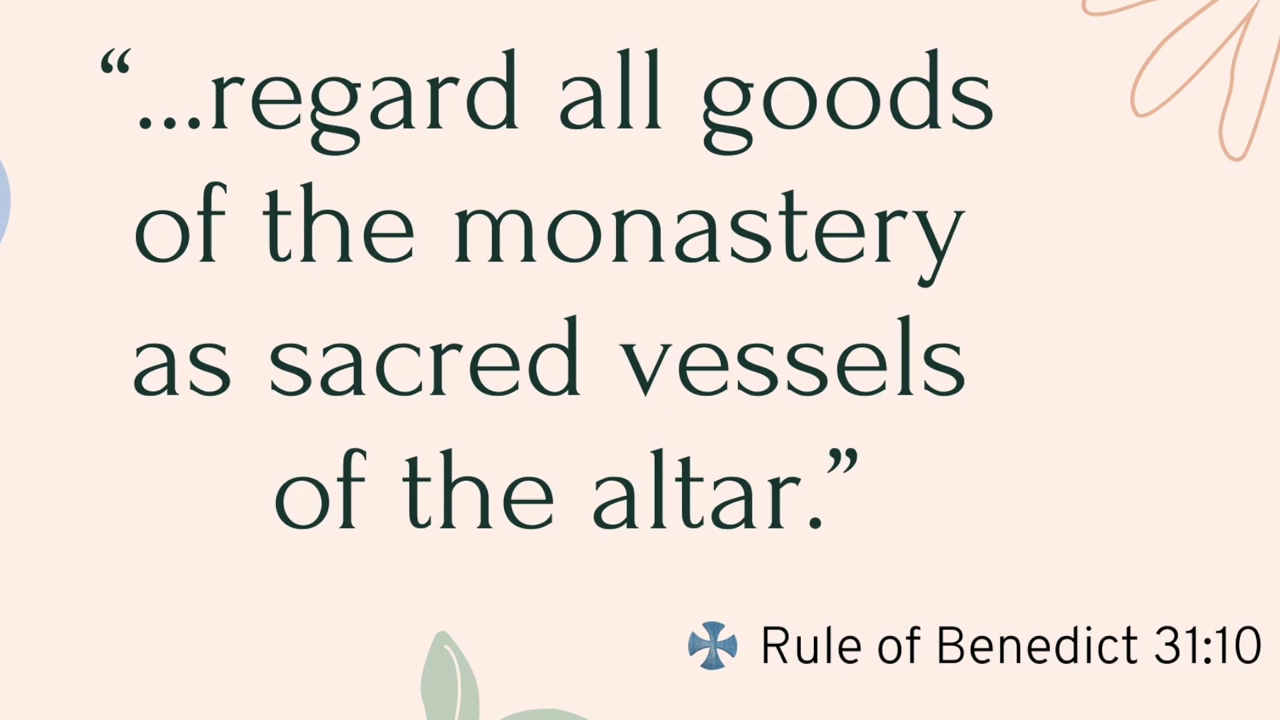 “...regard all goods
of the monastery
as sacred vessels
of the altar.”
Rule of Benedict 31:10